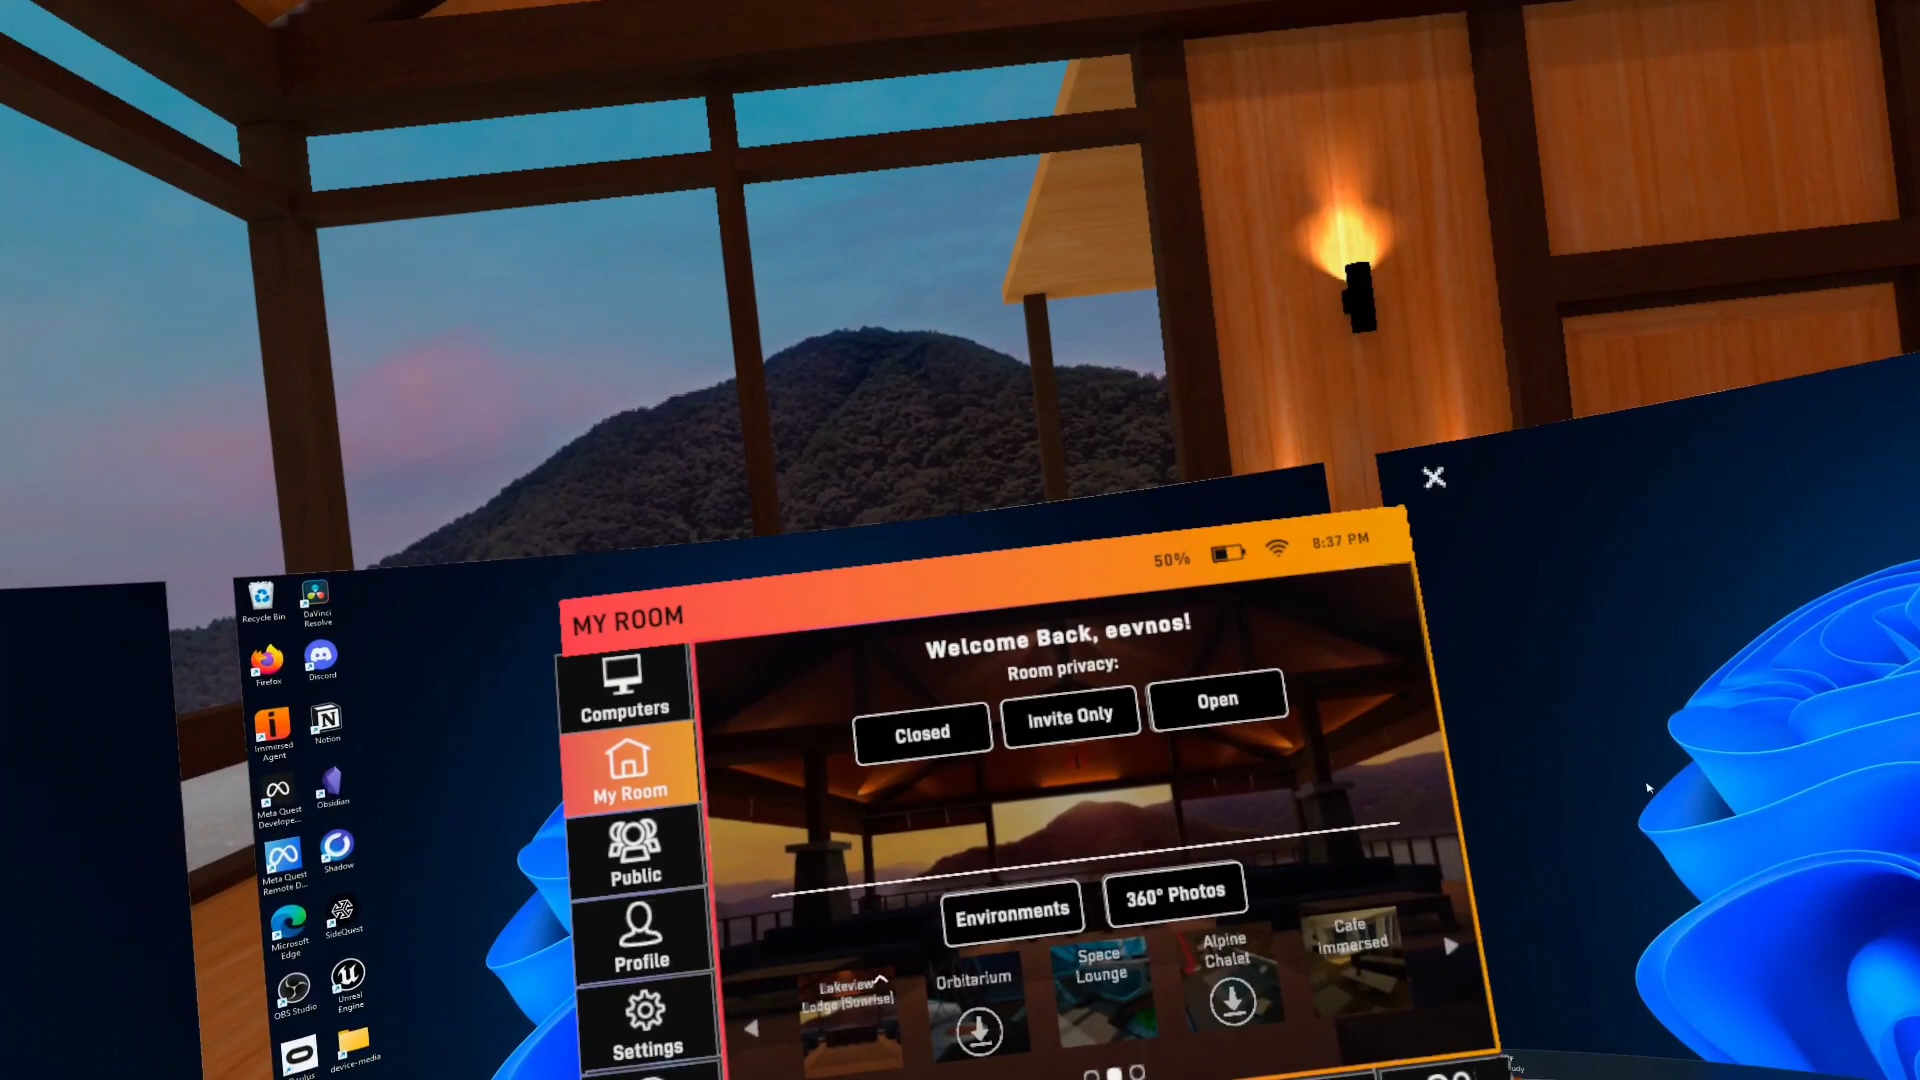 50%
8:37 PM
MY ROOM
Welcome Back, eevnos!
Room privacy:
Closed
Invite Only
Open
Computers
My Room
Public
Profile
Settings
Environments
360° Photos
Lakeview
Lodge (Sunrise)
Orbitarium
Space
Lounge
Alpine
Chalet
Cafe
Immersed
Recycle Bin
DaVinci
Resolve
Firefox
Discord
Immersed
Agent
Notion
Meta Quest
Develope...
Obsidian
Meta Quest
Remote D...
Shadow
Microsoft
Edge
SideQuest
OBS Studio
Unreal
Engine
Oculus
device-media